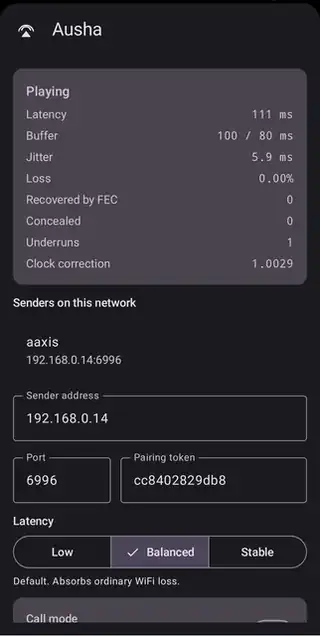 Ausha
Playing
Latency 111 ms
Buffer 100 / 80 ms
Jitter 5.9 ms
Loss 0.00%
Recovered by FEC 0
Concealed 0
Underruns 1
Clock correction 1.0029
Senders on this network
aaxis
192.168.0.14:6996
Sender address
192.168.0.14
Port Pairing token
6996 cc8402829db8
Latency
Low Balanced Stable
Default. Absorbs ordinary WiFi loss.
Call mode